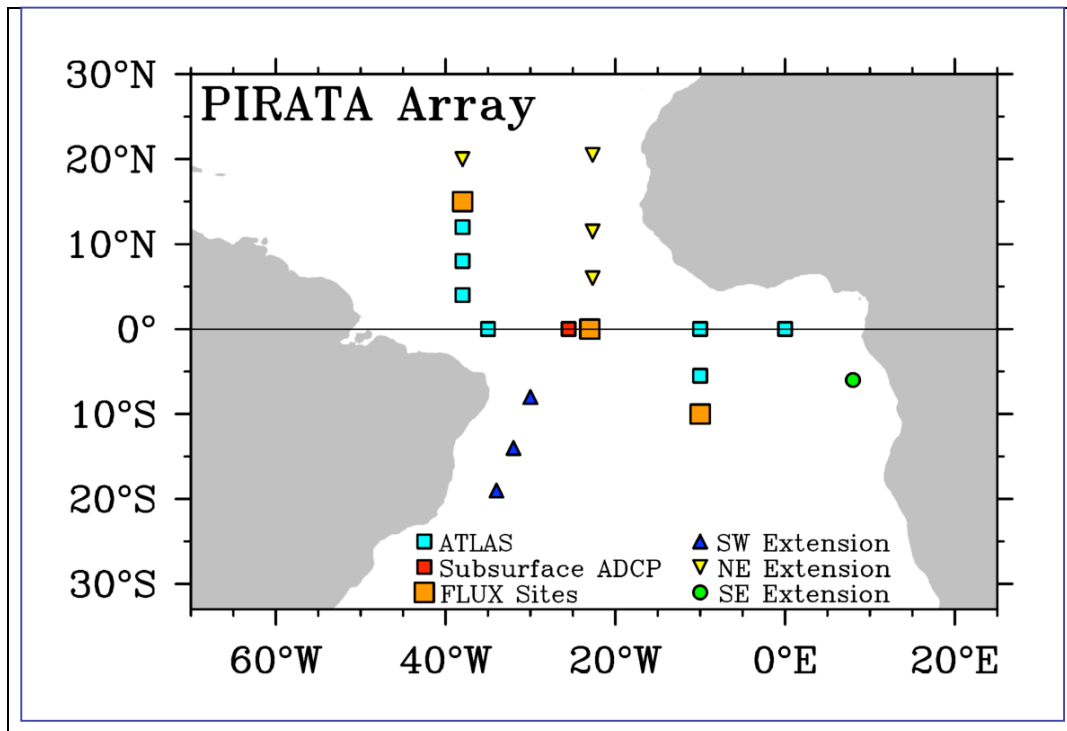 PIRATA Array
30°N
20°N
10°N
0°
10°S
20°S
30°S
ATLAS
Subsurface ADCP
FLUX Sites
SW Extension
NE Extension
SE Extension
60°W 40°W 20°W 0°E 20°E